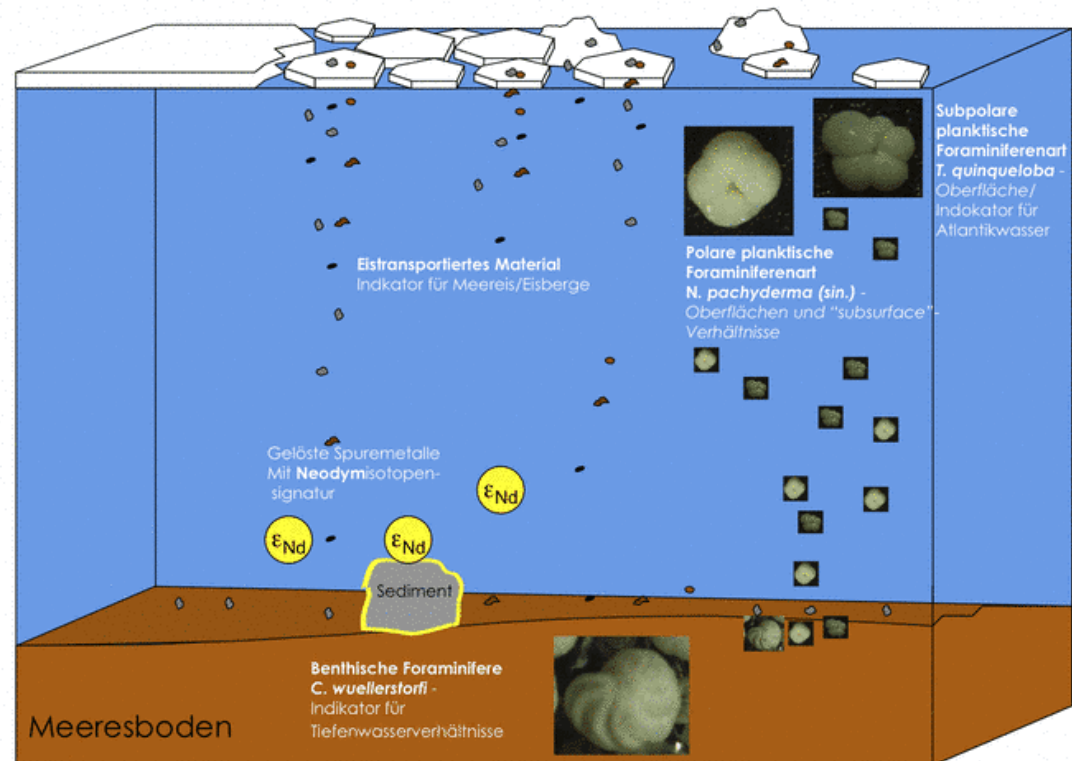 Subpolare
planktische
Foraminiferenart
T. quinqueloba -
Oberfläche/
Indokator für
Atlantikwasser
Polare planktische
Foraminiferenart
N. pachyderma (sin.) -
Oberflächen und “subsurface”-
Verhältnisse
Eistransportiertes Material
Indkator für Meereis/Eisberge
Gelöste Spuremetalle
Mit Neodymisotopen-
signatur
εNd
εNd
εNd
Sediment
Benthische Foraminifere
C. wuellerstorfi -
Indikator für
Tiefenwasserverhältnisse
Meeresboden